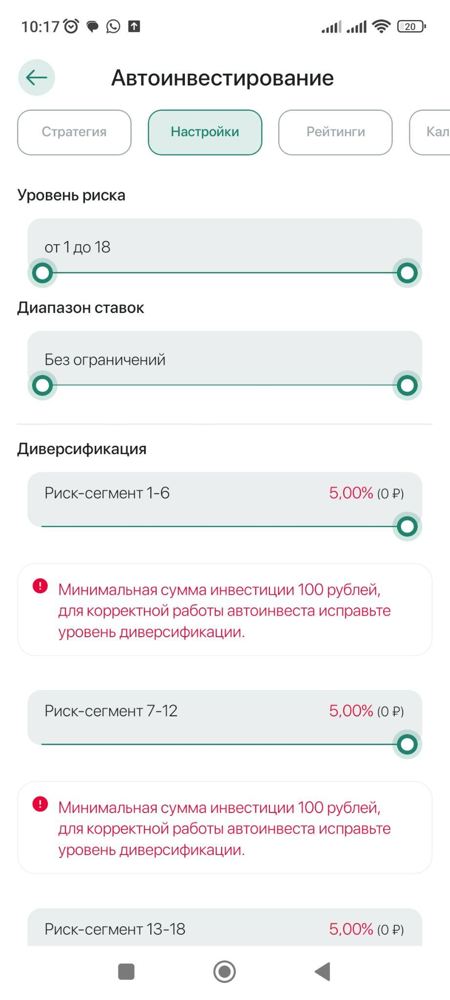 10:17
20
Автоинвестирование
Стратегия
Настройки
Рейтинги
Кал
Уровень риска
от 1 до 18
Диапазон ставок
Без ограничений
Диверсификация
Риск-сегмент 1-6 5,00% (0 ₽)
Минимальная сумма инвестиции 100 рублей,
для корректной работы автоинвеста исправьте
уровень диверсификации.
Риск-сегмент 7-12 5,00% (0 ₽)
Минимальная сумма инвестиции 100 рублей,
для корректной работы автоинвеста исправьте
уровень диверсификации.
Риск-сегмент 13-18 5,00% (0 ₽)